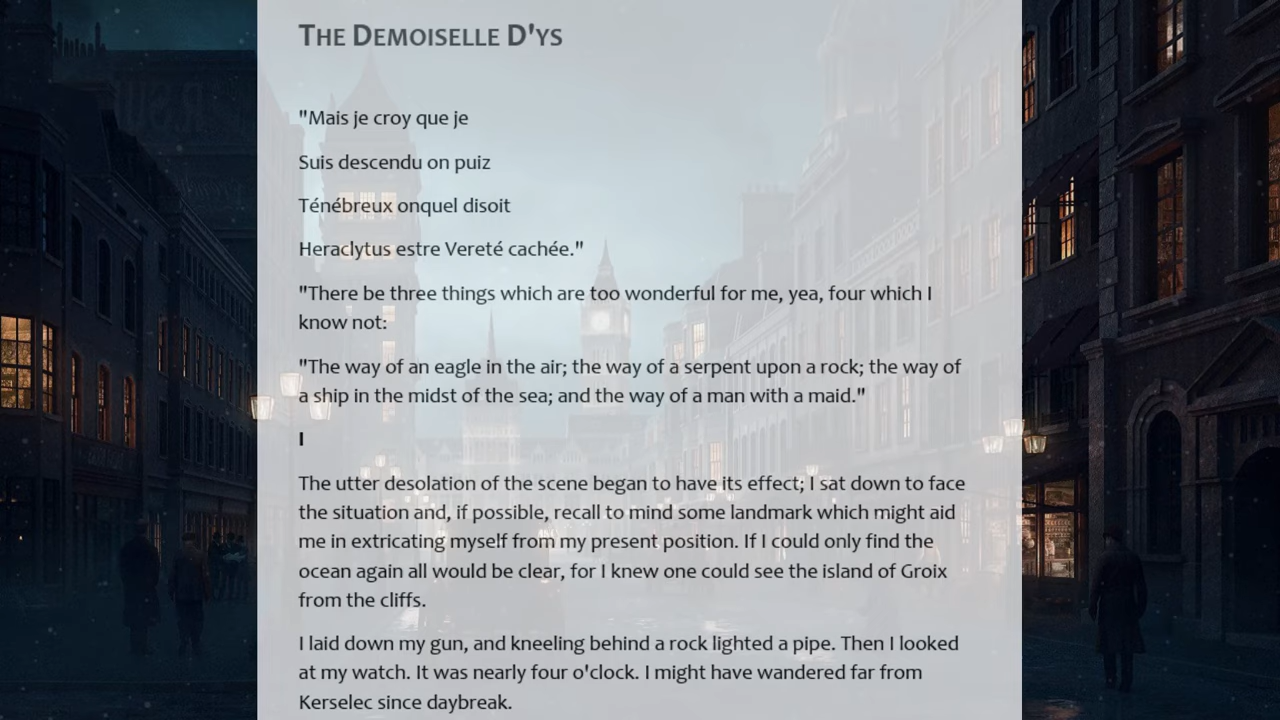 THE DEMOISELLE D'YS
"Mais je croy que je
Suis descendu on puiz
Ténébreux onquel disoit
Heraclytus estre Vereté cachée."
"There be three things which are too wonderful for me, yea, four which I
know not:
"The way of an eagle in the air; the way of a serpent upon a rock; the way of
a ship in the midst of the sea; and the way of a man with a maid."
I
The utter desolation of the scene began to have its effect; I sat down to face
the situation and, if possible, recall to mind some landmark which might aid
me in extricating myself from my present position. If I could only find the
ocean again all would be clear, for I knew one could see the island of Groix
from the cliffs.
I laid down my gun, and kneeling behind a rock lighted a pipe. Then I looked
at my watch. It was nearly four o'clock. I might have wandered far from
Kerselec since daybreak.